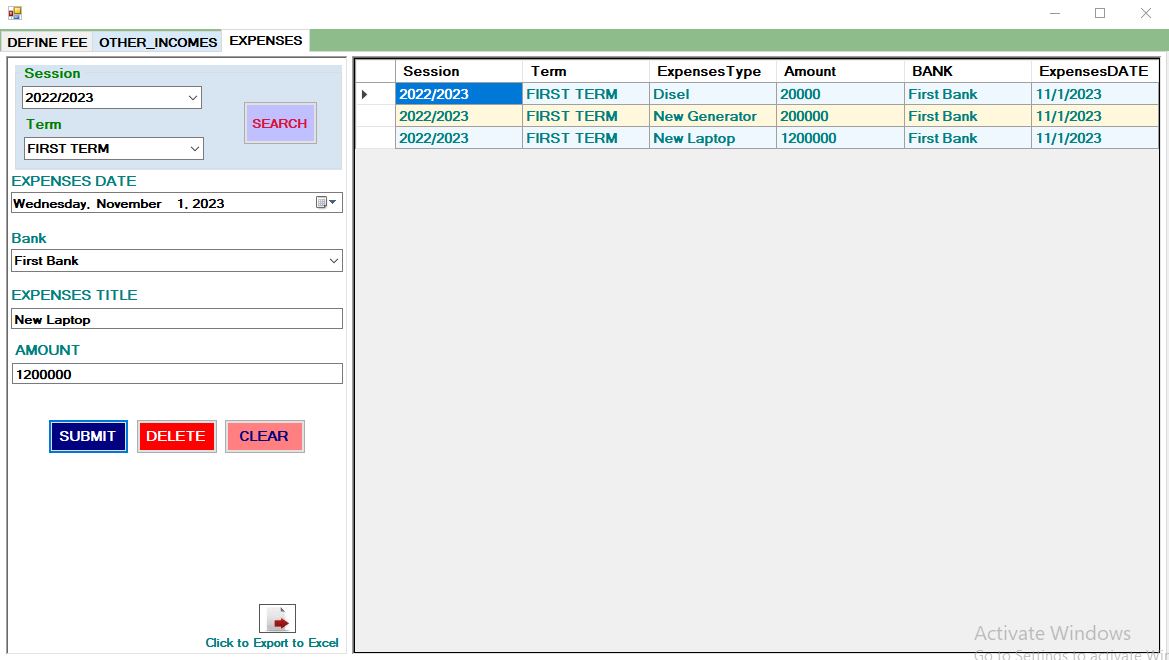 DEFINE FEE OTHER_INCOMES EXPENSES
Session
2022/2023
Term
FIRST TERM
SEARCH
EXPENSES DATE
Wednesday, November 1, 2023
Bank
First Bank
EXPENSES TITLE
New Laptop
AMOUNT
1200000
SUBMIT DELETE CLEAR
Click to Export to Excel
Session Term ExpensesType Amount BANK ExpensesDATE
2022/2023 FIRST TERM Disel 20000 First Bank 11/1/2023
2022/2023 FIRST TERM New Generator 200000 First Bank 11/1/2023
2022/2023 FIRST TERM New Laptop 1200000 First Bank 11/1/2023
Activate Windows
Go to Settings to activate Win